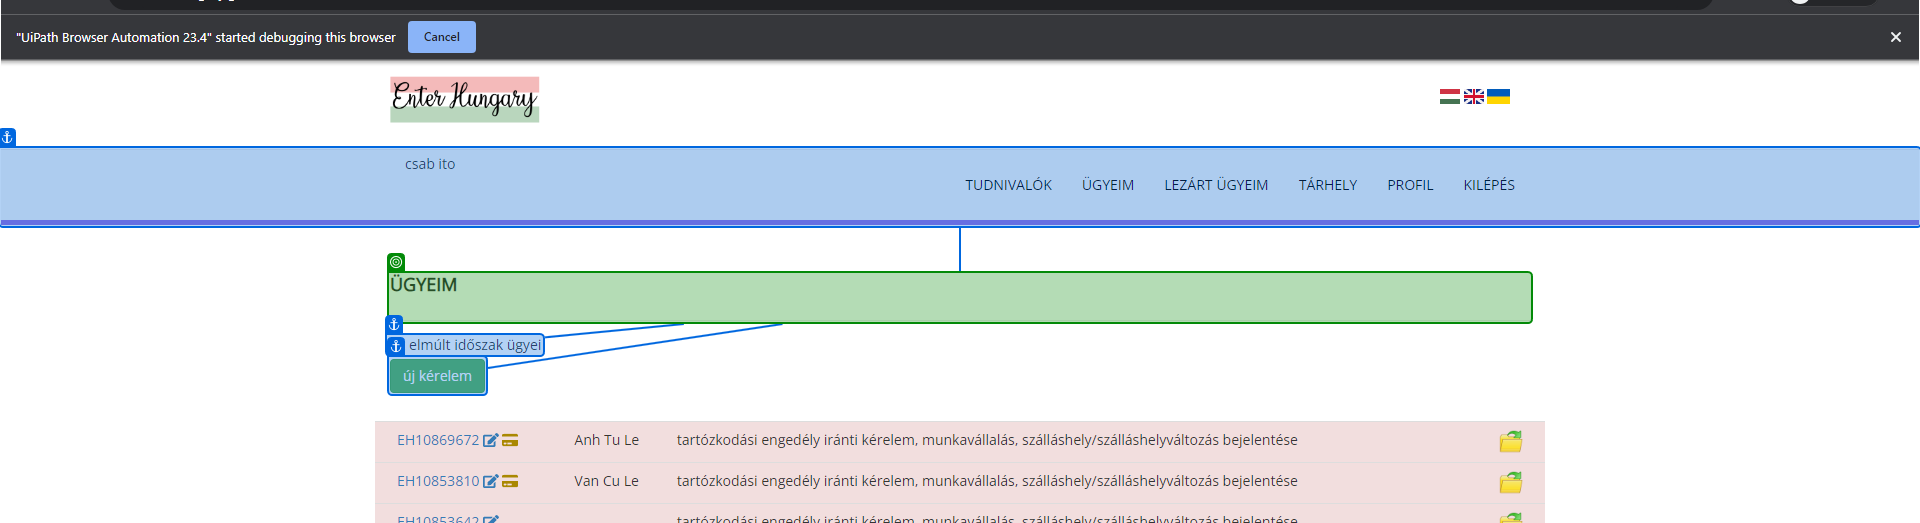 "UiPath Browser Automation 23.4" started debugging this browser Cancel
Enter Hungary
csab ito
TUDNIVALÓK ÜGYEIM LEZÁRT ÜGYEIM TÁRHELY PROFIL KILÉPÉS
ÜGYEIM
elmúlt időszak ügyei
új kérelem
EH10869672 Anh Tu Le tartózkodási engedély iránti kérelem, munkavállalás, szálláshely/szálláshelyváltozás bejelentése
EH10853810 Van Cu Le tartózkodási engedély iránti kérelem, munkavállalás, szálláshely/szálláshelyváltozás bejelentése
EH10853642 tartózkodási engedély iránti kérelem, munkavállalás, szálláshely/szálláshelyváltozás bejelentése